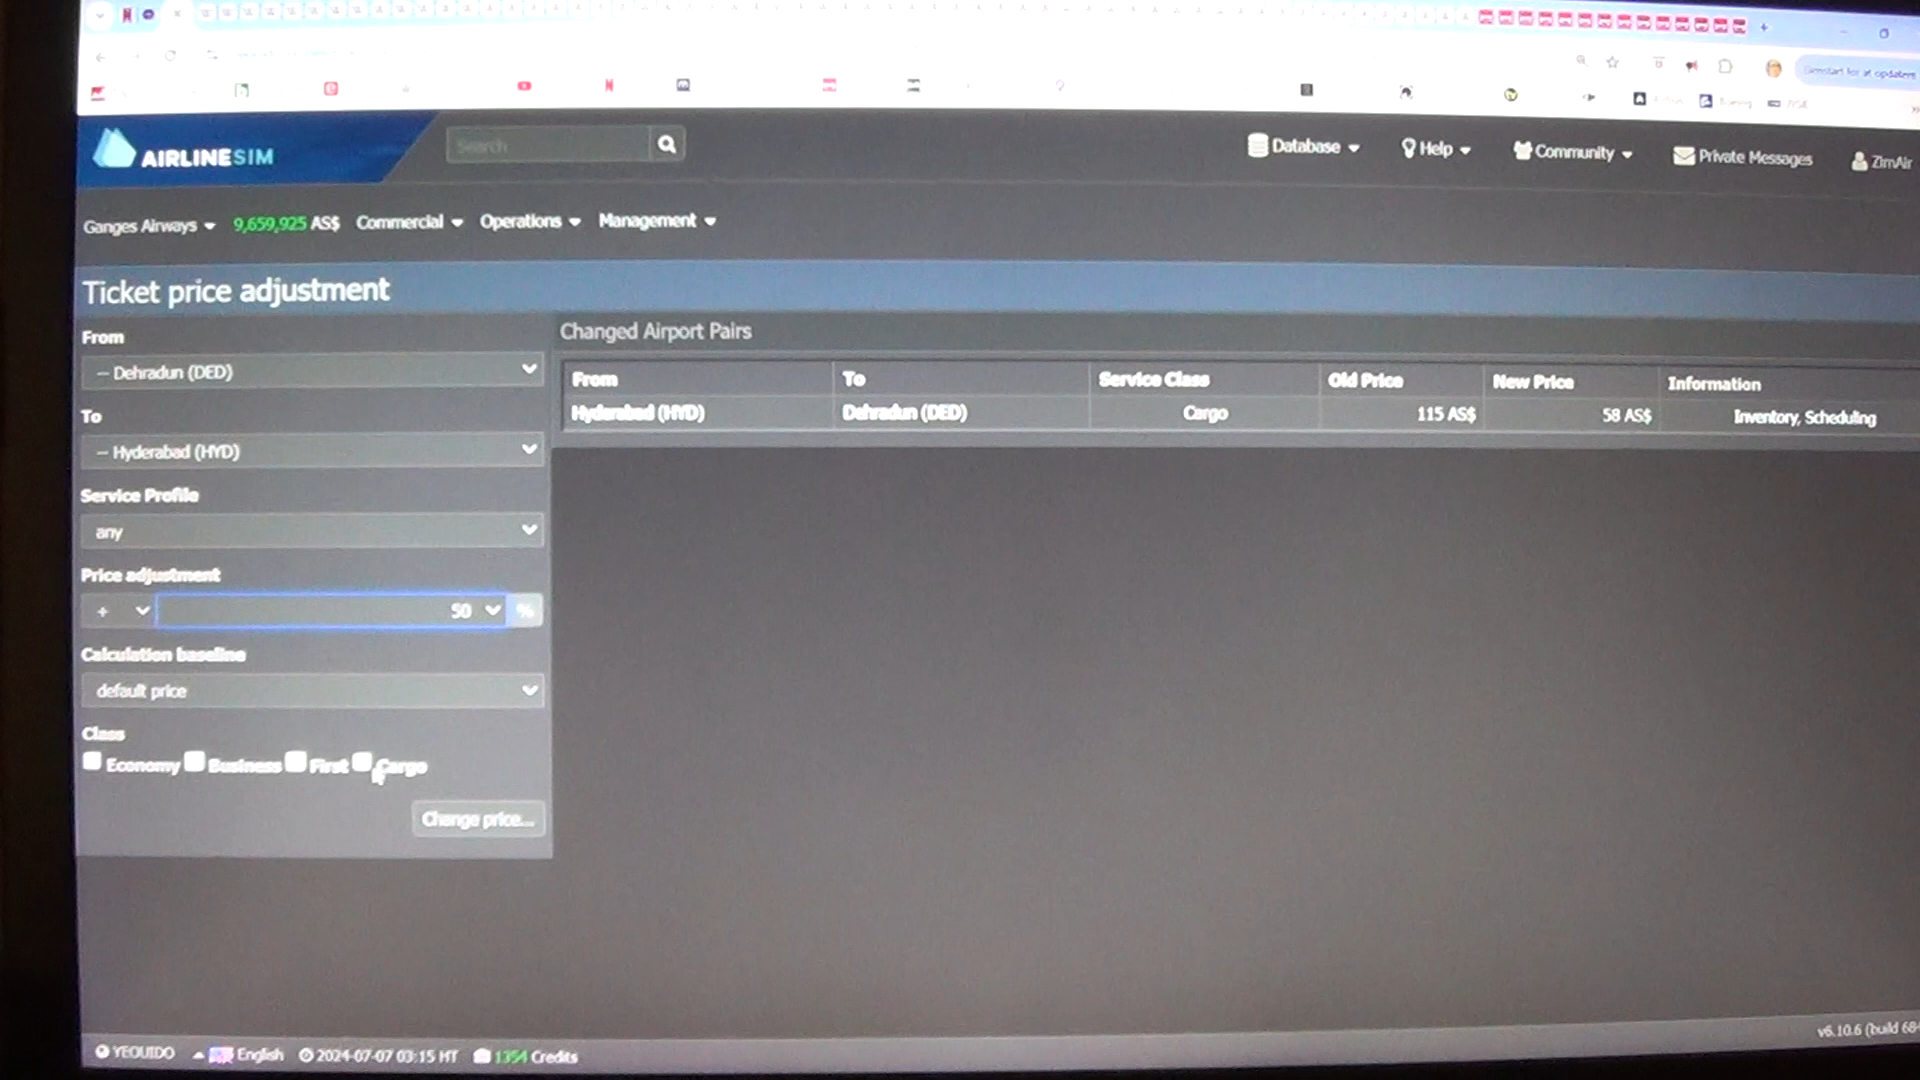 Search
AIRLINESIM
Database
Help
Community
Private Messages
ZimAir
Ganges Airways
9,659,925 AS$
Commercial
Operations
Management
Ticket price adjustment
From
-- Dehradun (DED)
To
-- Hyderabad (HYD)
Service Profile
any
Price adjustment
+
50
%
Calculation baseline
default price
Class
Economy Business First Cargo
Change price...
Changed Airport Pairs
From To Service Class Old Price New Price Information
Hyderabad (HYD) Dehradun (DED) Cargo 115 AS$ 58 AS$ Inventory, Scheduling
v6.10.6 (build 684
YEOUIDO English 2024-07-07 03:15 HT 1354 Credits